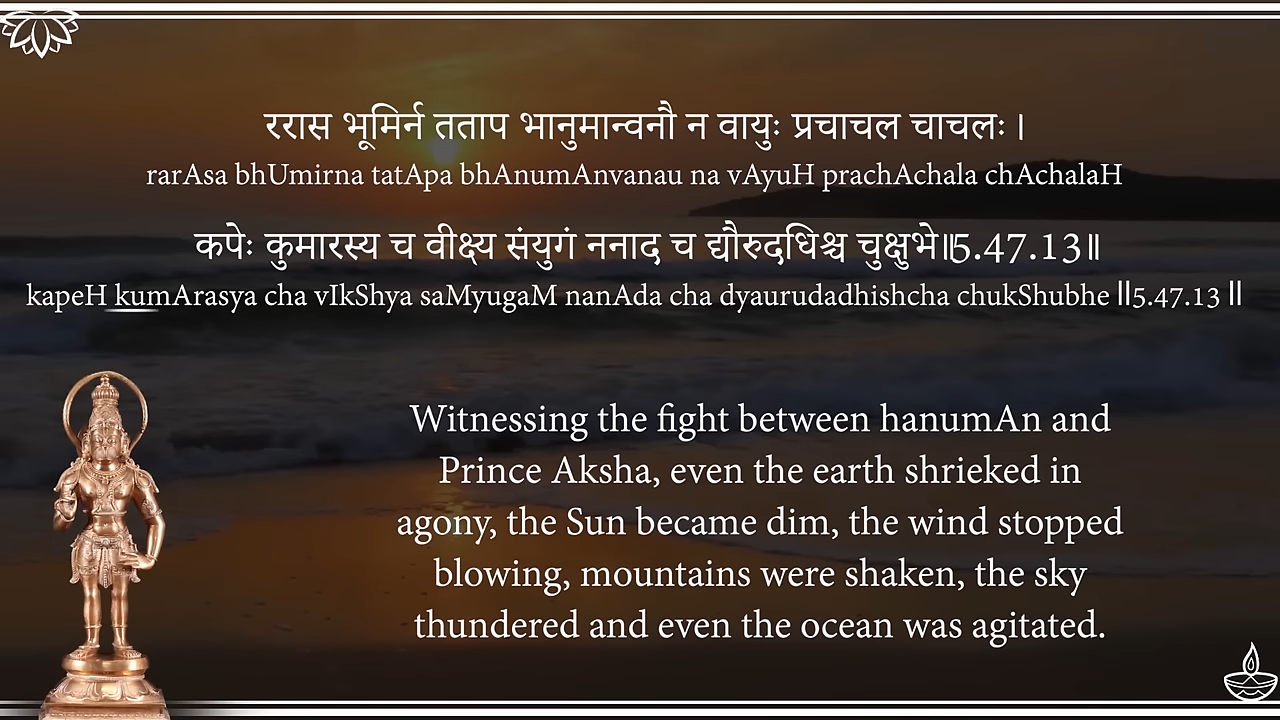 ररास भूमिर्न तताप भानुमान्वनौ न वायुः प्रचाचल चाचलः ।
rarAsa bhUmirna tatApa bhAnumAnvanau na vAyuH prachAchala chAchalaH
कपेः कुमारस्य च वीक्ष्य संयुगं ननाद च द्यौरुदधिश्च चुक्षुभे॥5.47.13॥
kapeH kumArasya cha vIkShya saMyugaM nanAda cha dyaurudadhishcha chukShubhe ॥5.47.13 ॥
Witnessing the fight between hanumAn and
Prince Aksha, even the earth shrieked in
agony, the Sun became dim, the wind stopped
blowing, mountains were shaken, the sky
thundered and even the ocean was agitated.